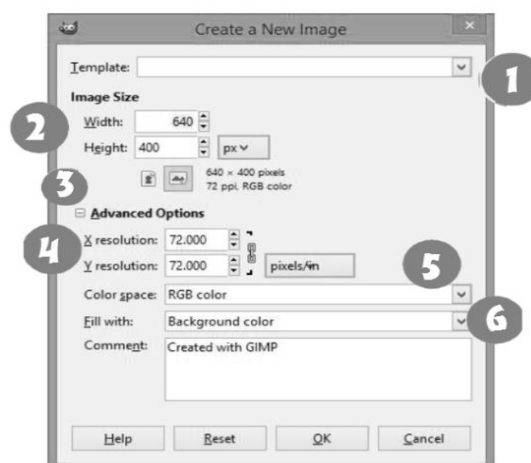 Create a New Image
Template: 1
Image Size
2 Width: 640
Height: 400 px
3 640 × 400 pixels
72 ppi, RGB color
Advanced Options
4 X resolution: 72.000
Y resolution: 72.000 pixels/in
5
Color space: RGB color
Fill with: Background color 6
Comment: Created with GIMP
Help Reset OK Cancel